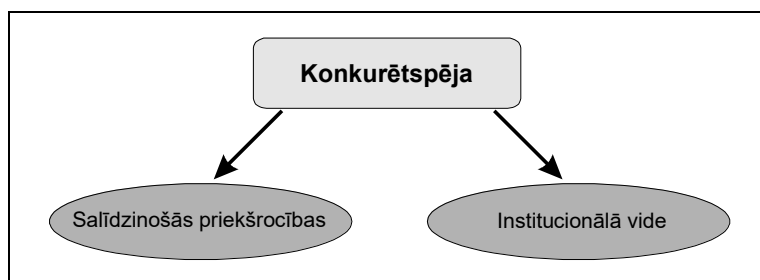 Konkurētspēja
Salīdzinošās priekšrocības
Institucionālā vide